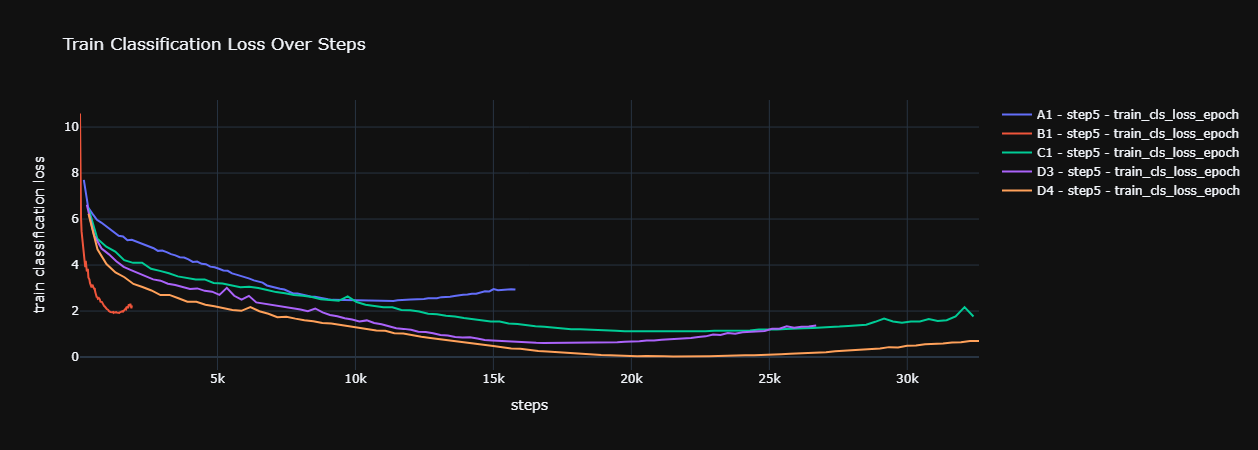 Train Classification Loss Over Steps
A1 - step5 - train_cls_loss_epoch
B1 - step5 - train_cls_loss_epoch
C1 - step5 - train_cls_loss_epoch
D3 - step5 - train_cls_loss_epoch
D4 - step5 - train_cls_loss_epoch
train classification loss
10
8
6
4
2
0
5k 10k 15k 20k 25k 30k
steps